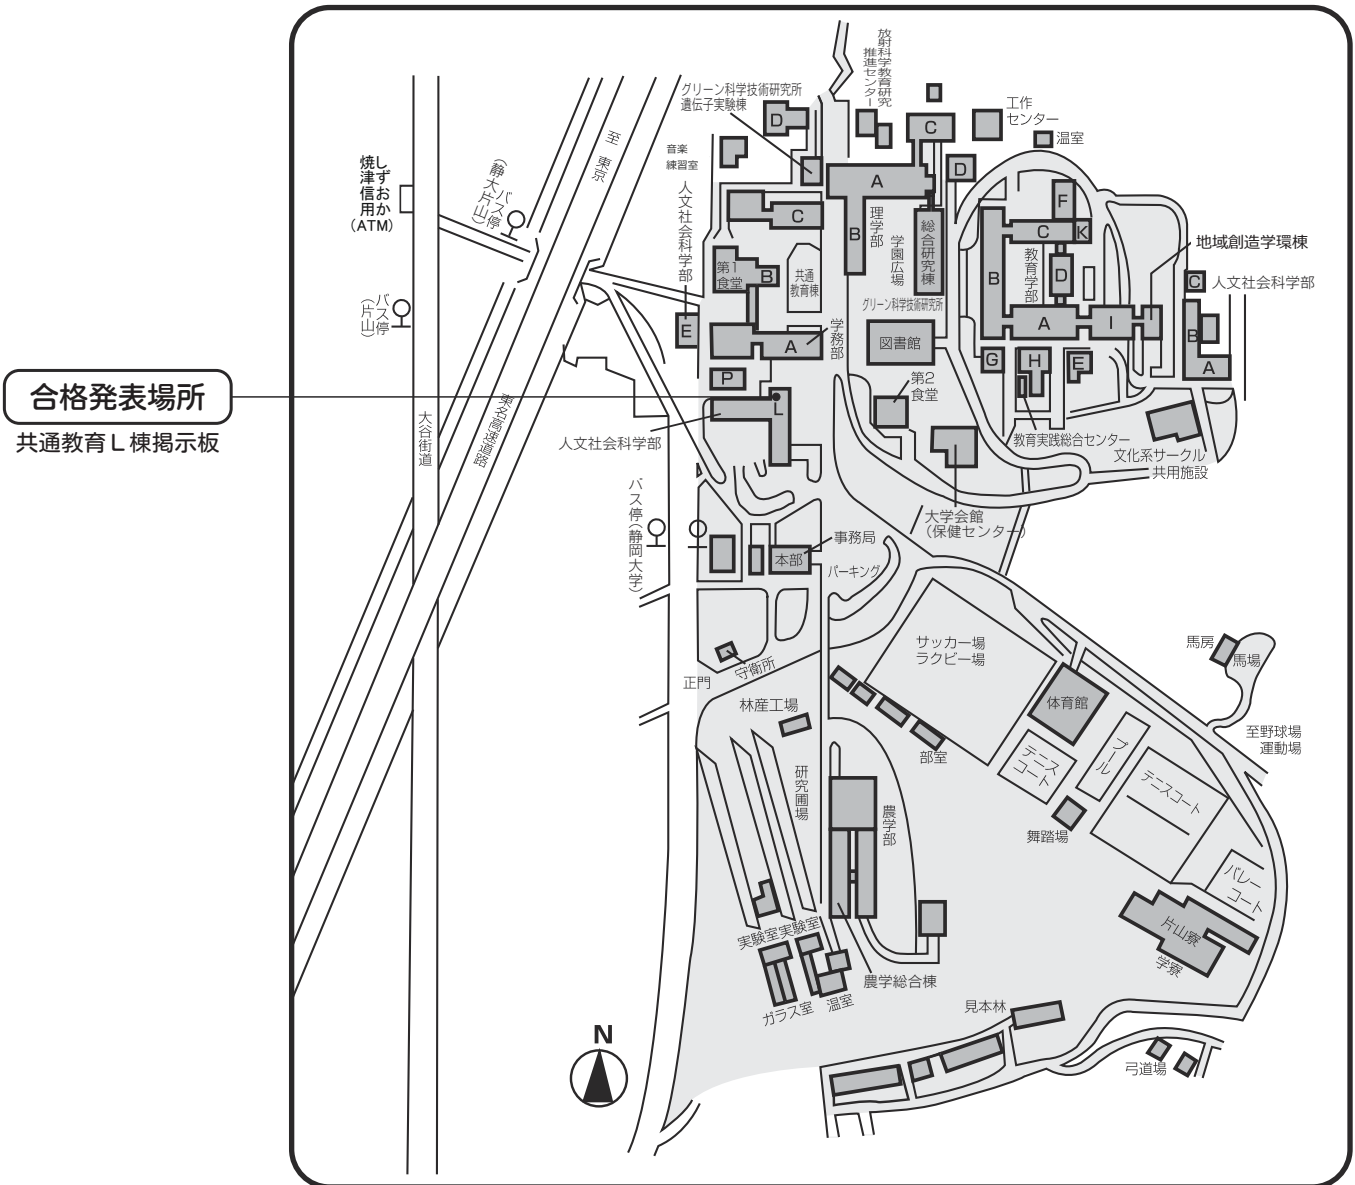 合格発表場所
共通教育L棟掲示板
しずおか
焼津信用
(ATM)
バス停
(静大片山)
バス停
(片山)
至 東京
大谷街道
東名高速道路
バス停(静岡大学)
グリーン科学技術研究所
遺伝子実験棟
放射科学教育研究
推進センター
D
C
工作
センター
温室
音楽
練習室
人文社会科学部
A
D
F
C
B
理学部
学園広場
総合研究棟
B
C
K
教育学部
D
地域創造学環棟
C
人文社会科学部
第1
食堂
B
共通
教育棟
グリーン科学技術研究所
E
A
学務部
図書館
A
I
B
A
G
H
E
P
L
第2
食堂
人文社会科学部
教育実践総合センター
文化系サークル
共用施設
大学会館
(保健センター)
事務局
本部
パーキング
サッカー場
ラクビー場
馬房
馬場
守衛所
正門
林産工場
体育館
至野球場
運動場
部室
テニス
コート
プール
テニスコート
研究圃場
農学部
舞踏場
バレー
コート
片山寮
学寮
実験室
実験室
農学総合棟
ガラス室
温室
見本林
弓道場
N